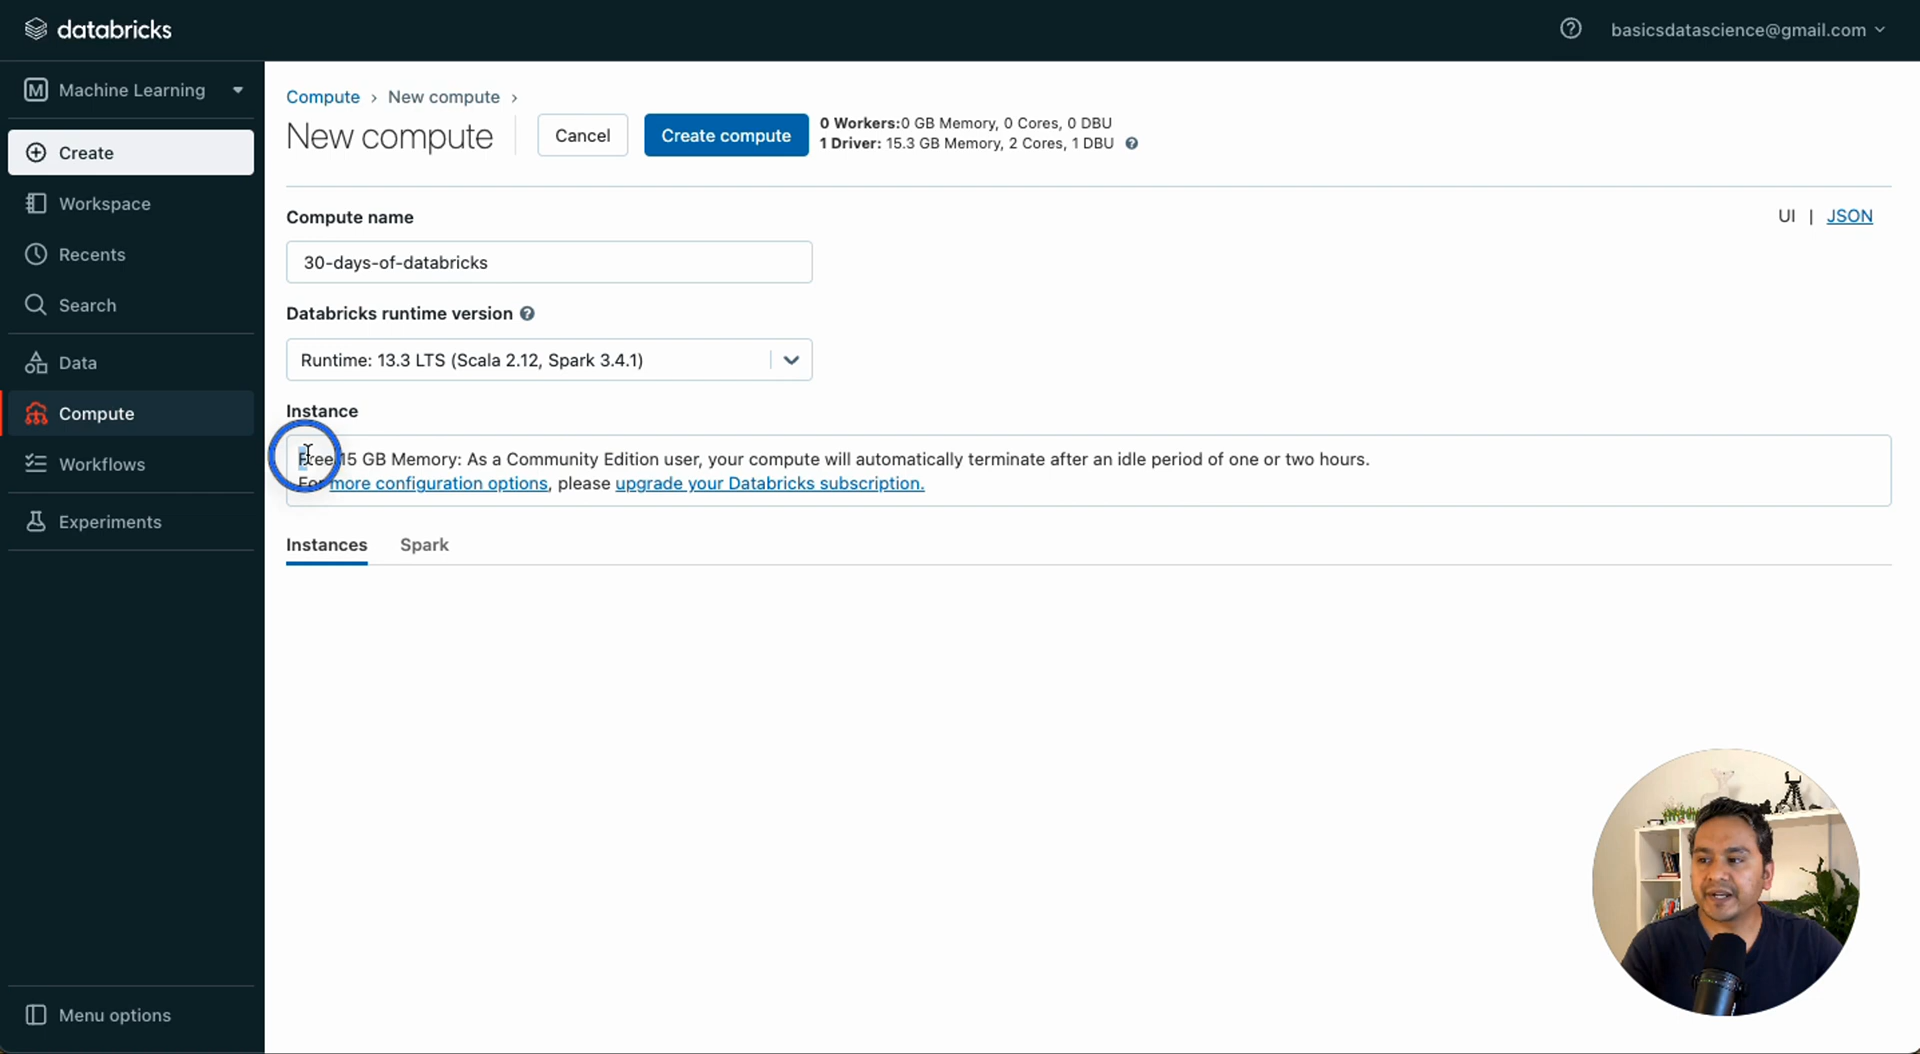 databricks
basicsdatascience@gmail.com
M Machine Learning
Create
Workspace
Recents
Search
Data
Compute
Workflows
Experiments
Menu options
Compute › New compute ›
New compute
Cancel
Create compute
0 Workers:0 GB Memory, 0 Cores, 0 DBU
1 Driver: 15.3 GB Memory, 2 Cores, 1 DBU
Compute name
UI | JSON
30-days-of-databricks
Databricks runtime version
Runtime: 13.3 LTS (Scala 2.12, Spark 3.4.1)
Instance
Free 15 GB Memory: As a Community Edition user, your compute will automatically terminate after an idle period of one or two hours.
For more configuration options, please upgrade your Databricks subscription.
Instances
Spark